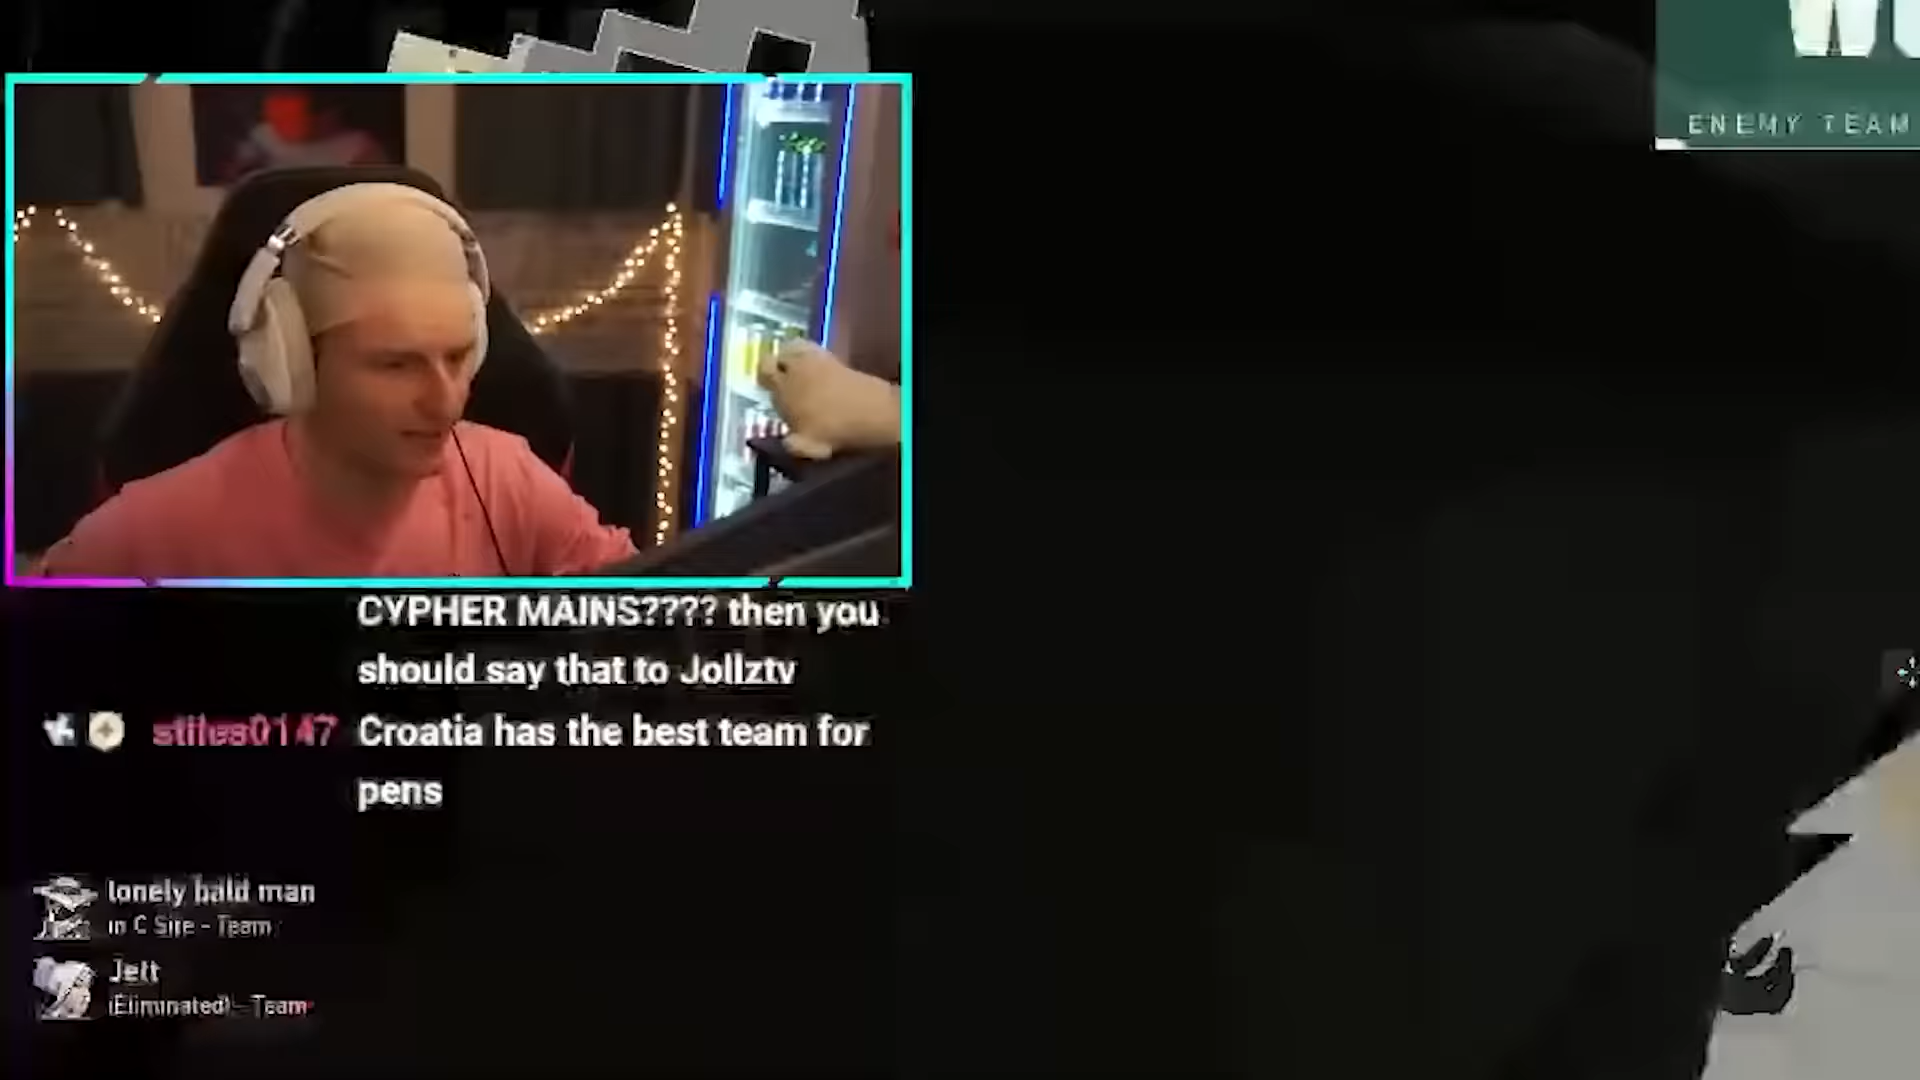 ENEMY TEAM
CYPHER MAINS???? then you
should say that to Jollztv
stiles0147 Croatia has the best team for
pens
lonely bald man
in C Site - Team
Jett
(Eliminated) - Team